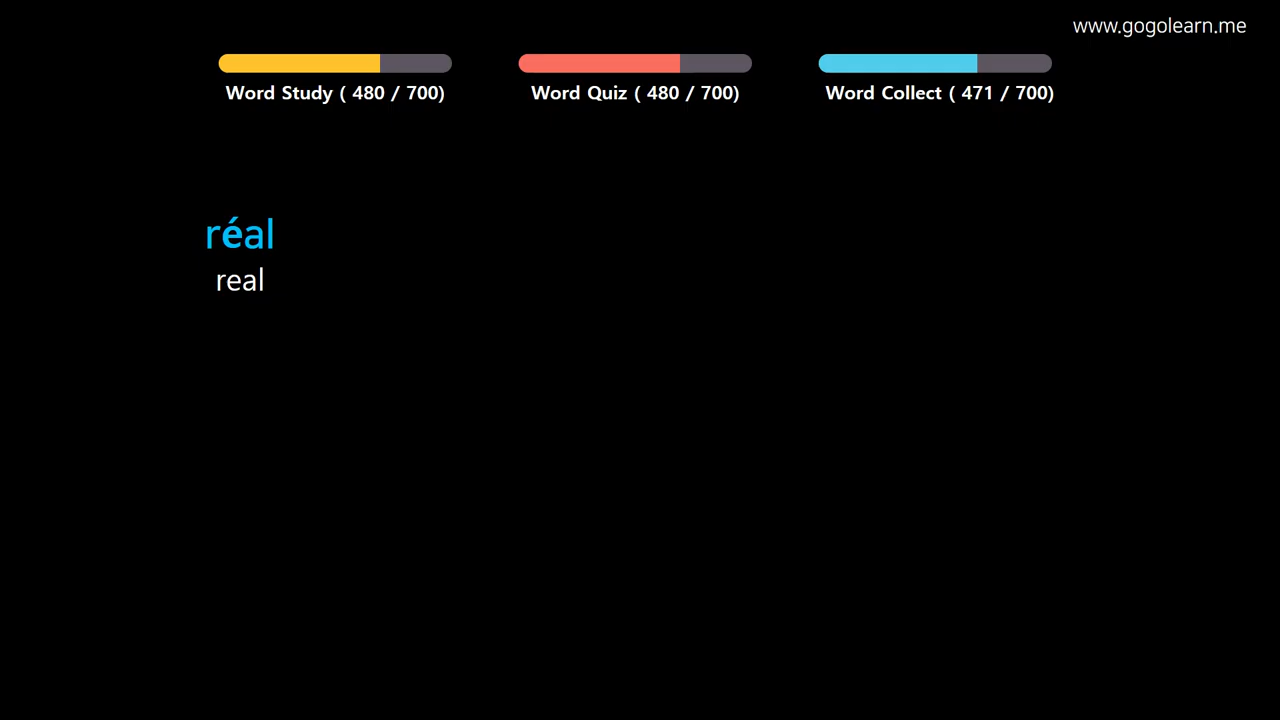 www.gogolearn.me
Word Study ( 480 / 700)
Word Quiz ( 480 / 700)
Word Collect ( 471 / 700)
réal
real